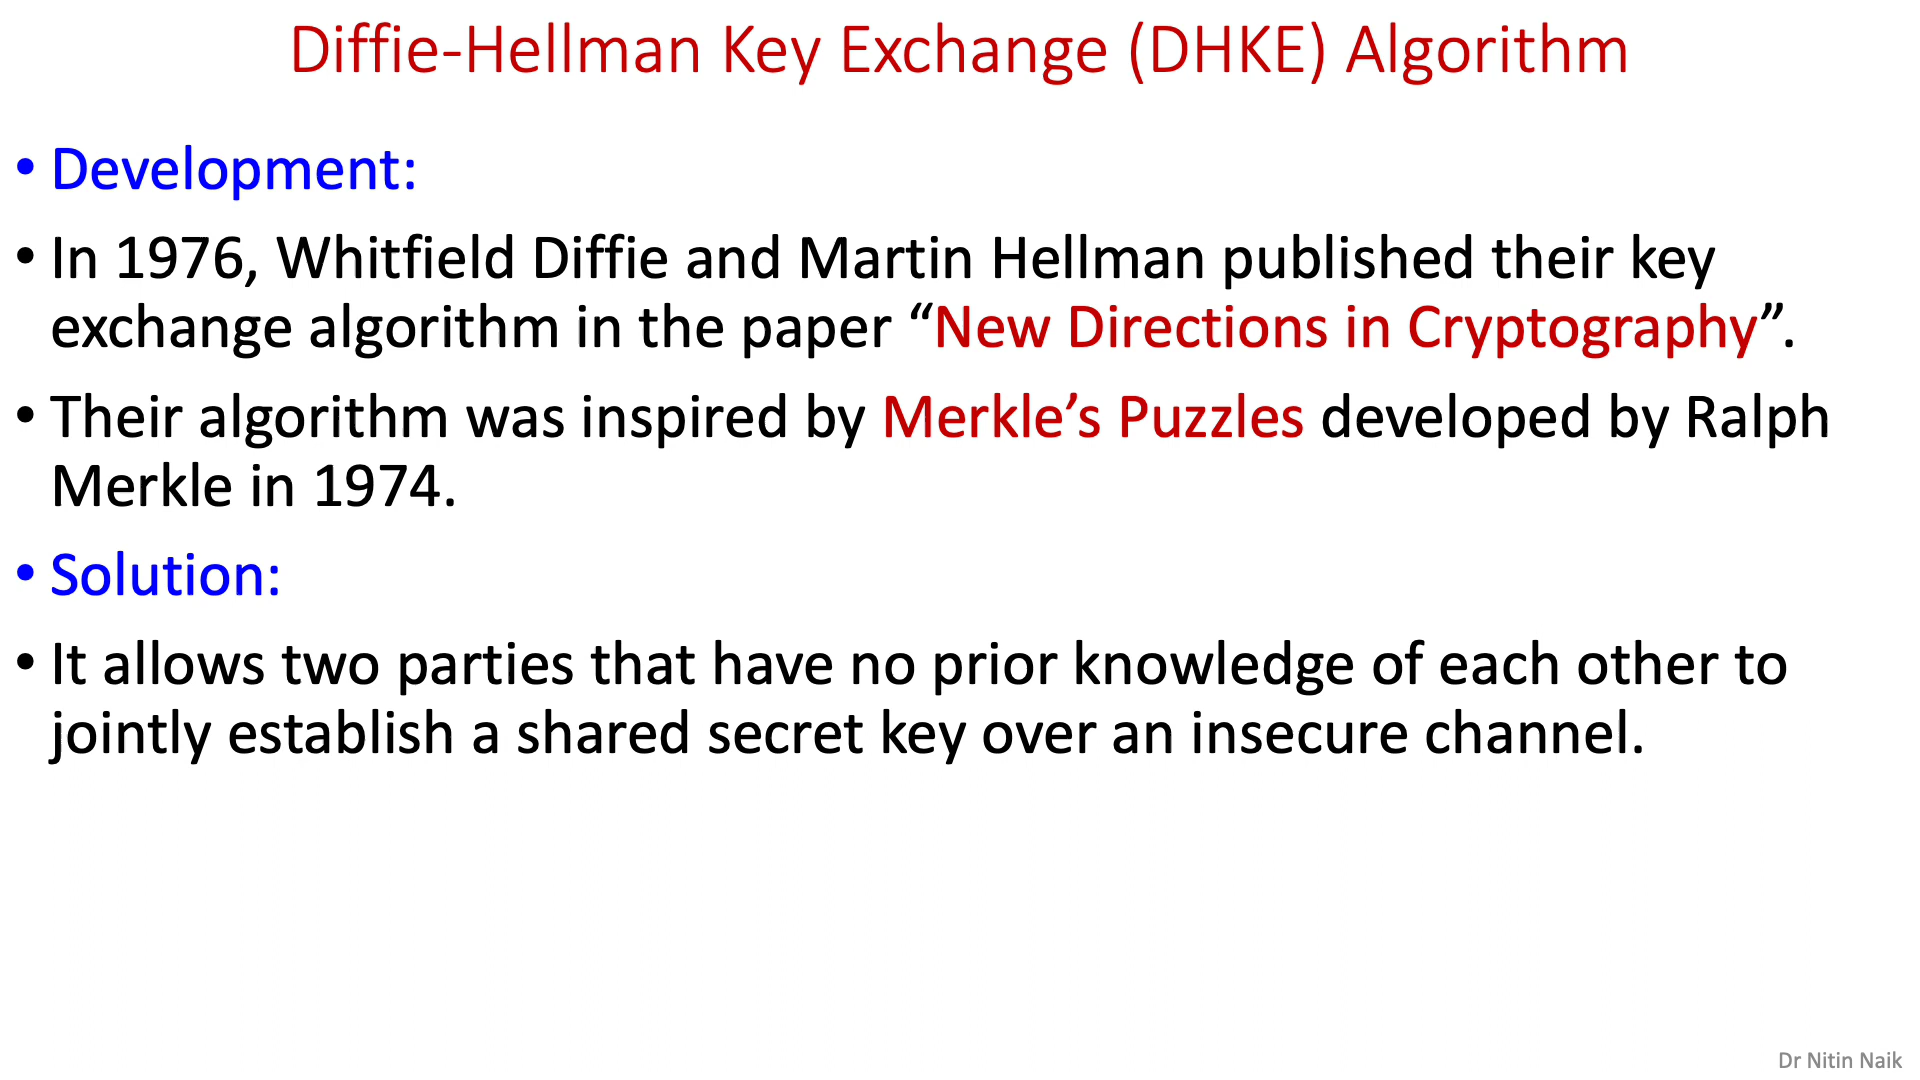 Diffie-Hellman Key Exchange (DHKE) Algorithm
• Development:
• In 1976, Whitfield Diffie and Martin Hellman published their key
exchange algorithm in the paper “New Directions in Cryptography”.
• Their algorithm was inspired by Merkle’s Puzzles developed by Ralph
Merkle in 1974.
• Solution:
• It allows two parties that have no prior knowledge of each other to
jointly establish a shared secret key over an insecure channel.
Dr Nitin Naik